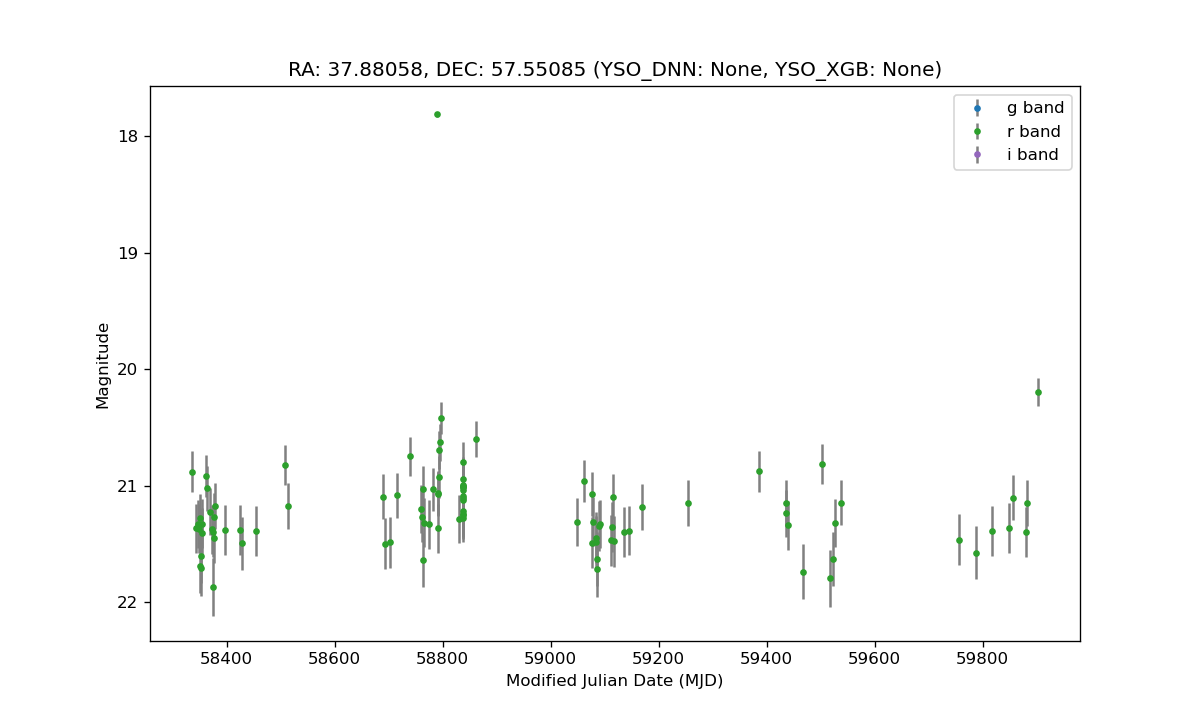 RA: 37.88058, DEC: 57.55085 (YSO_DNN: None, YSO_XGB: None)
g band
r band
i band
18
19
20
21
22
Magnitude
58400 58600 58800 59000 59200 59400 59600 59800
Modified Julian Date (MJD)